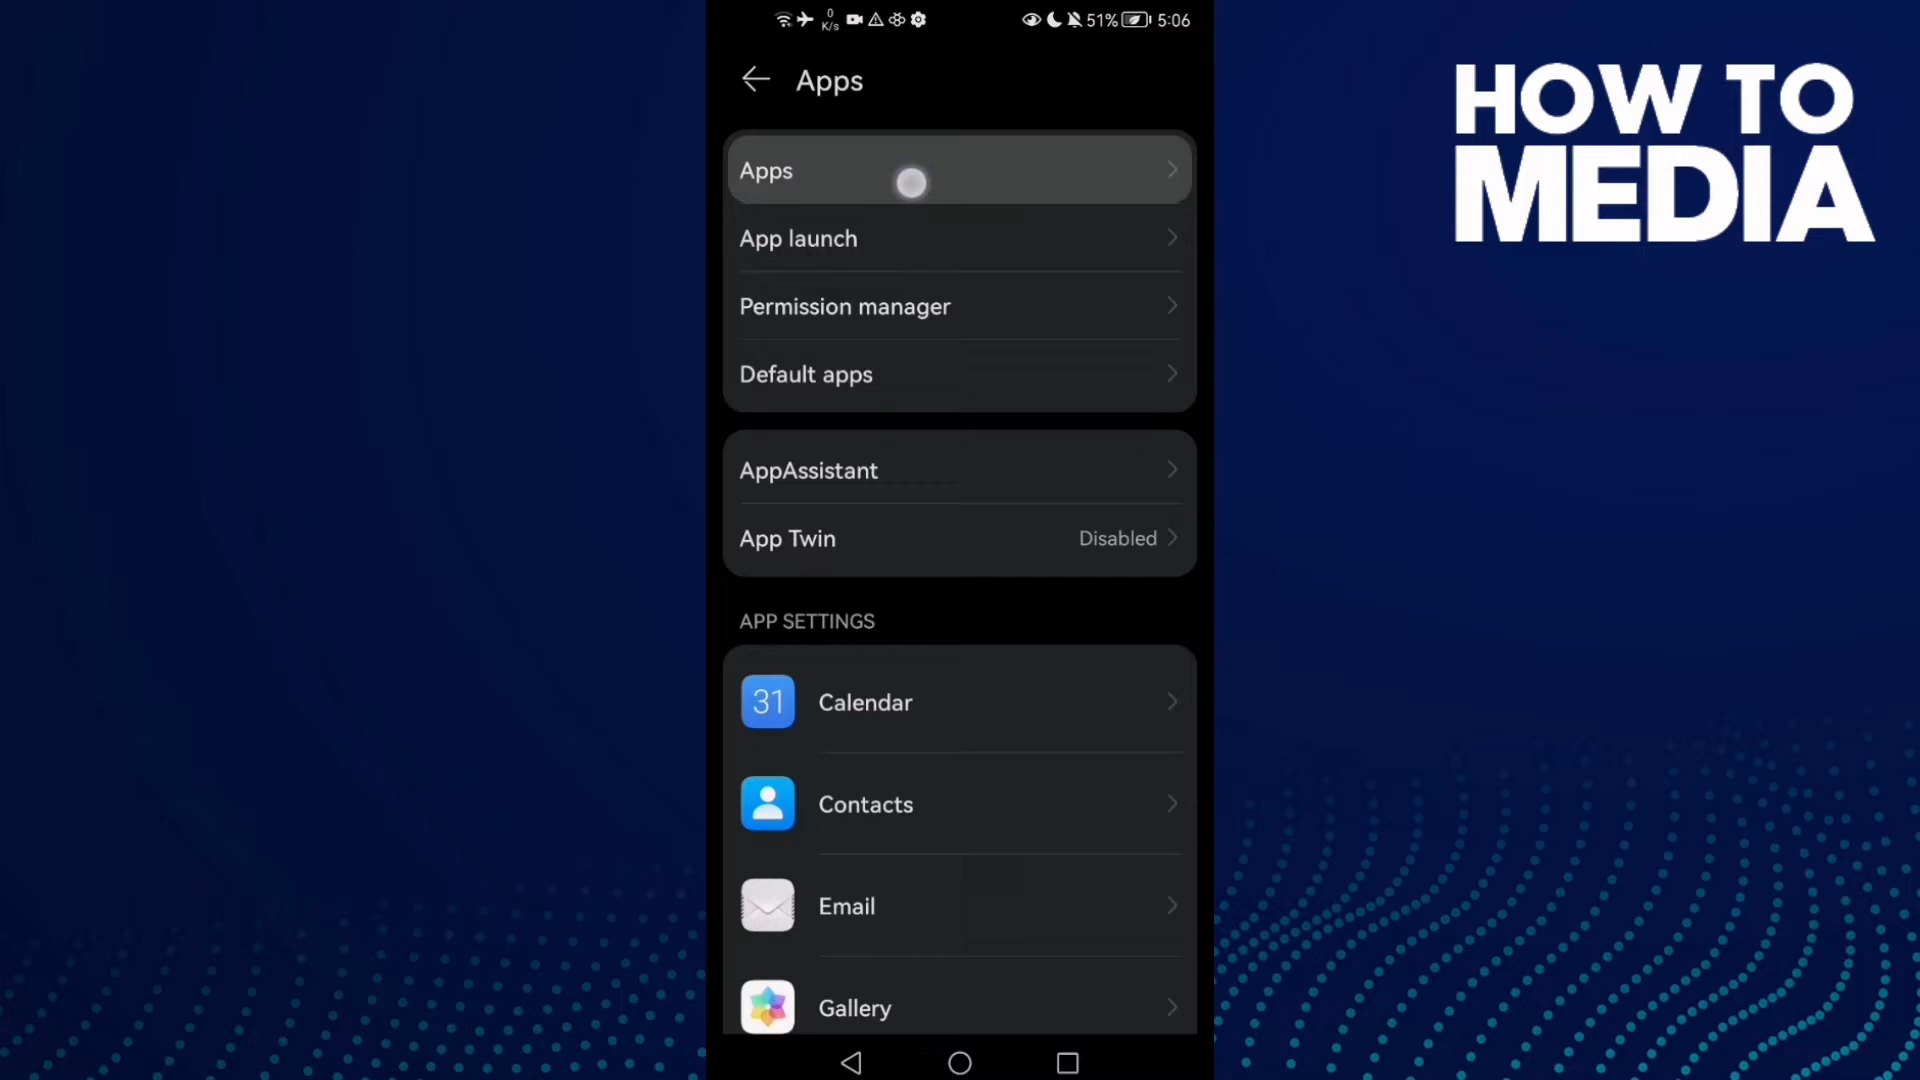 0
K/s
51% 5:06
Apps
HOW TO
MEDIA
Apps
App launch
Permission manager
Default apps
AppAssistant
App Twin Disabled
APP SETTINGS
31 Calendar
Contacts
Email
Gallery